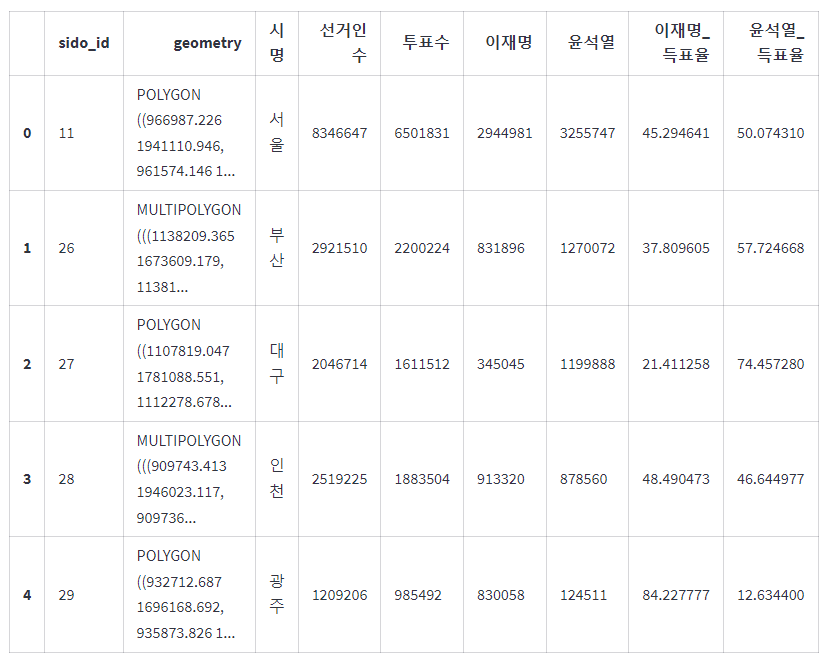 sido_id geometry 시명 선거인수 투표수 이재명 윤석열 이재명_득표율 윤석열_득표율
0 11 POLYGON ((966987.226 1941110.946, 961574.146 1... 서울 8346647 6501831 2944981 3255747 45.294641 50.074310
1 26 MULTIPOLYGON (((1138209.365 1673609.179, 11381... 부산 2921510 2200224 831896 1270072 37.809605 57.724668
2 27 POLYGON ((1107819.047 1781088.551, 1112278.678... 대구 2046714 1611512 345045 1199888 21.411258 74.457280
3 28 MULTIPOLYGON (((909743.413 1946023.117, 909736... 인천 2519225 1883504 913320 878560 48.490473 46.644977
4 29 POLYGON ((932712.687 1696168.692, 935873.826 1... 광주 1209206 985492 830058 124511 84.227777 12.634400